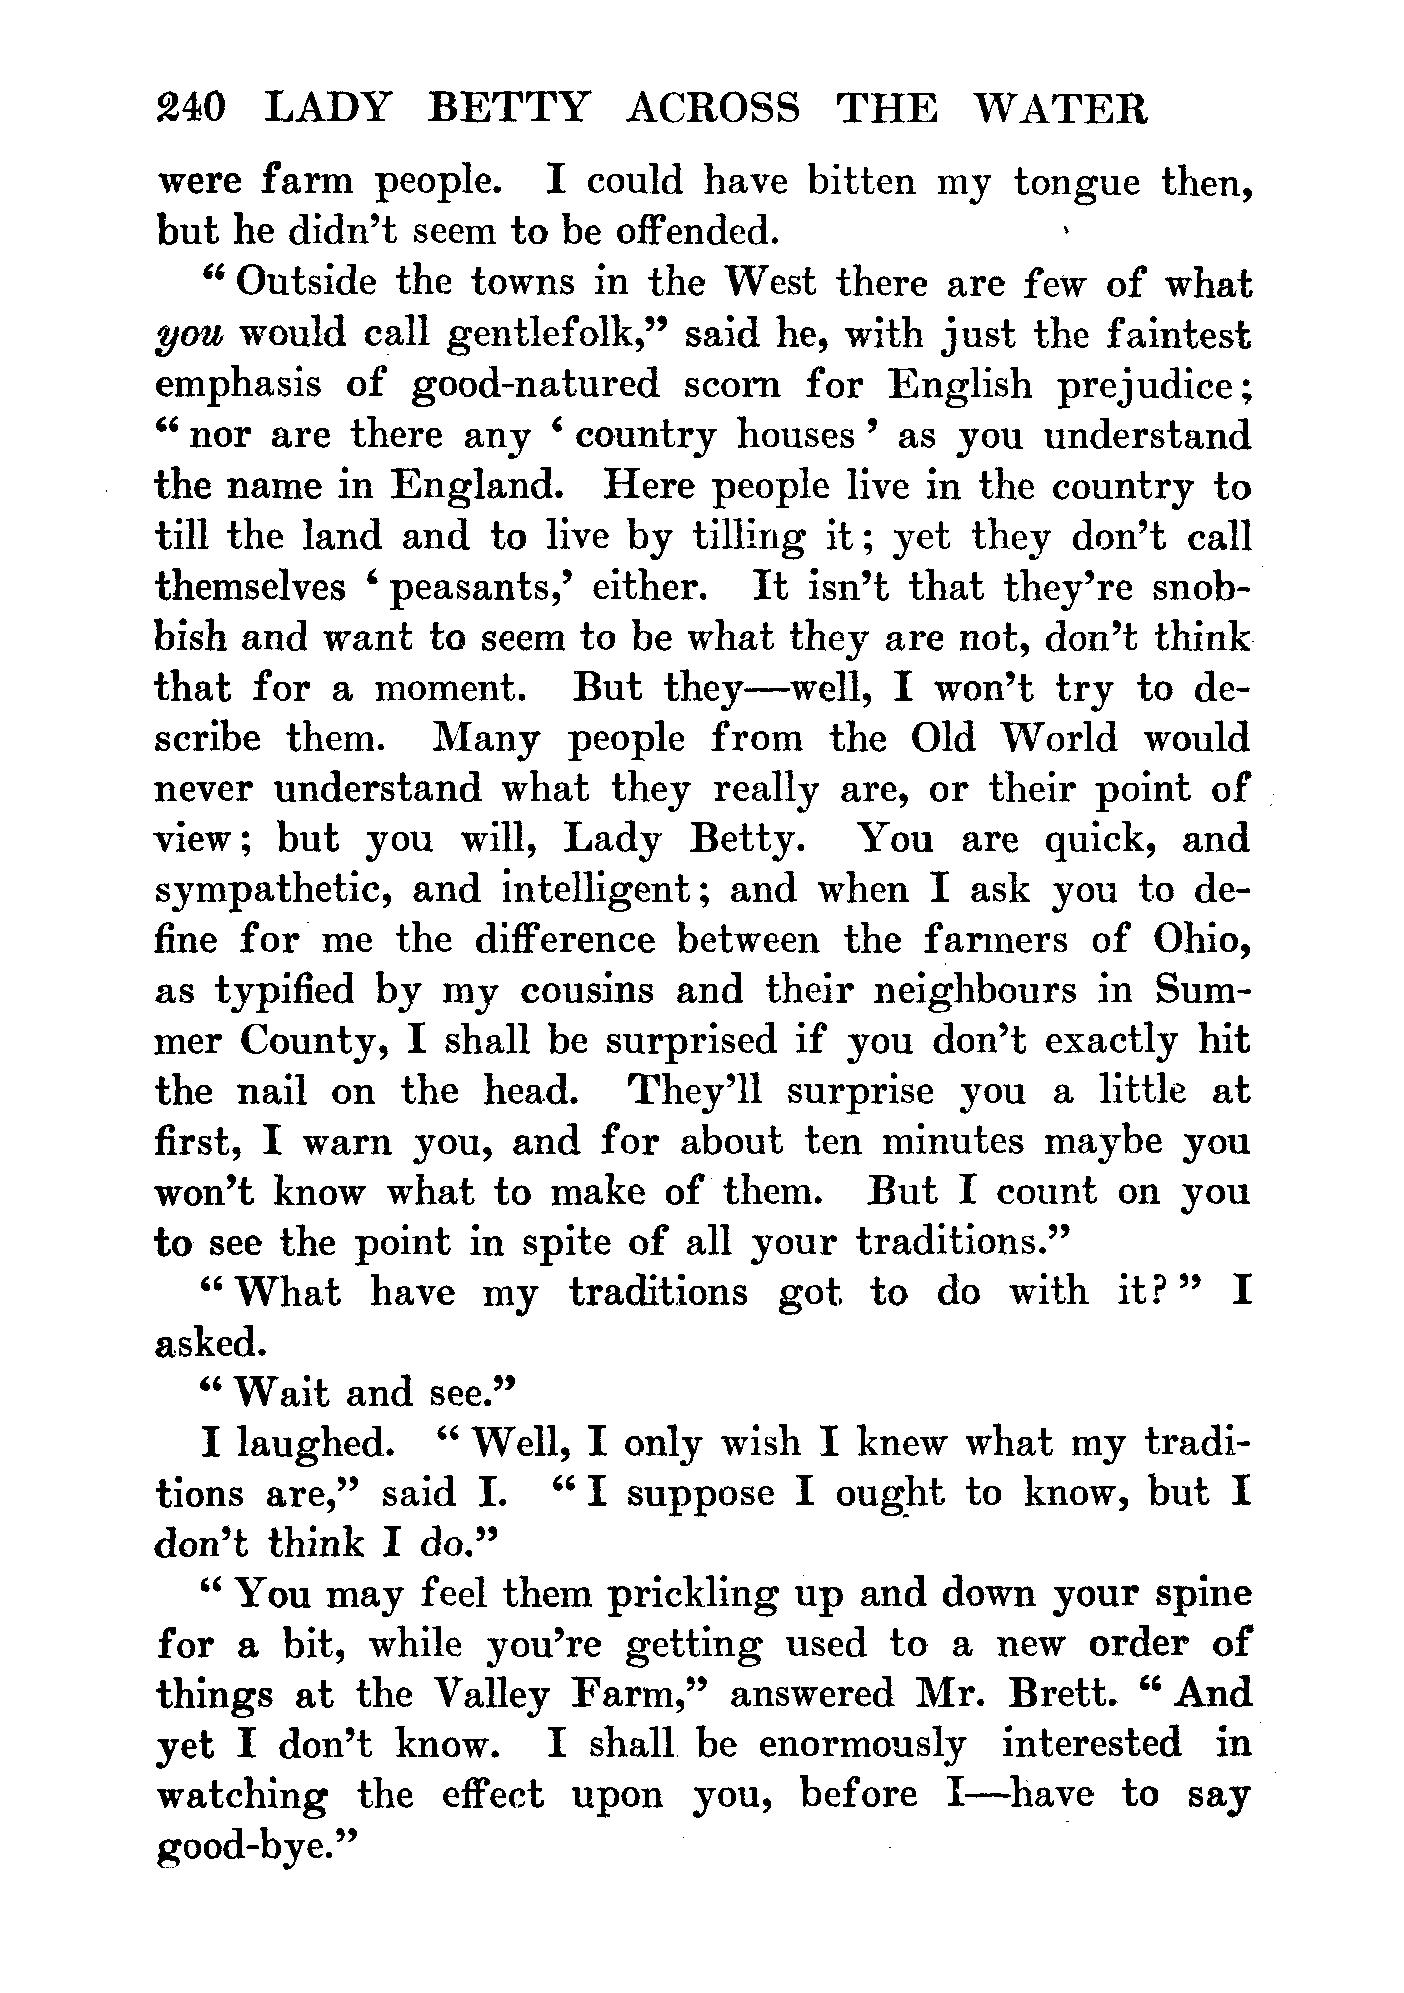 240 LADY BETTY ACROSS THE WATER
were farm people. I could have bitten my tongue then,
but he didn't seem to be offended.
“Outside the towns in the West there are few of what
you would call gentlefolk,” said he, with just the faintest
emphasis of good-natured scorn for English prejudice;
“nor are there any ‘country houses’ as you understand
the name in England. Here people live in the country to
till the land and to live by tilling it; yet they don't call
themselves ‘peasants,’ either. It isn't that they're snob-
bish and want to seem to be what they are not, don't think
that for a moment. But they—well, I won't try to de-
scribe them. Many people from the Old World would
never understand what they really are, or their point of
view; but you will, Lady Betty. You are quick, and
sympathetic, and intelligent; and when I ask you to de-
fine for me the difference between the farmers of Ohio,
as typified by my cousins and their neighbours in Sum-
mer County, I shall be surprised if you don't exactly hit
the nail on the head. They'll surprise you a little at
first, I warn you, and for about ten minutes maybe you
won't know what to make of them. But I count on you
to see the point in spite of all your traditions.”
“What have my traditions got to do with it?” I
asked.
“Wait and see.”
I laughed. “Well, I only wish I knew what my tradi-
tions are,” said I. “I suppose I ought to know, but I
don't think I do.”
“You may feel them prickling up and down your spine
for a bit, while you're getting used to a new order of
things at the Valley Farm,” answered Mr. Brett. “And
yet I don't know. I shall be enormously interested in
watching the effect upon you, before I—have to say
good-bye.”